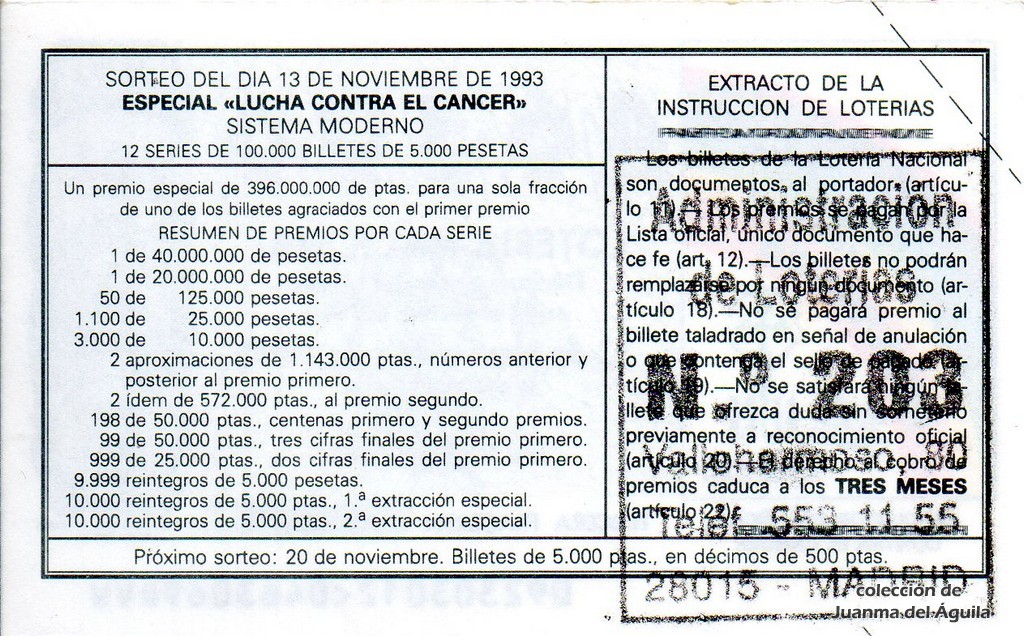 SORTEO DEL DIA 13 DE NOVIEMBRE DE 1993
ESPECIAL «LUCHA CONTRA EL CANCER»
SISTEMA MODERNO
12 SERIES DE 100.000 BILLETES DE 5.000 PESETAS
Un premio especial de 396.000.000 de ptas. para una sola fracción
de uno de los billetes agraciados con el primer premio
RESUMEN DE PREMIOS POR CADA SERIE
1 de 40.000.000 de pesetas.
1 de 20.000.000 de pesetas.
50 de 125.000 pesetas.
1.100 de 25.000 pesetas.
3.000 de 10.000 pesetas.
2 aproximaciones de 1.143.000 ptas., números anterior y
posterior al premio primero.
2 ídem de 572.000 ptas., al premio segundo.
198 de 50.000 ptas., centenas primero y segundo premios.
99 de 50.000 ptas., tres cifras finales del premio primero.
999 de 25.000 ptas., dos cifras finales del premio primero.
9.999 reintegros de 5.000 pesetas.
10.000 reintegros de 5.000 ptas., 1.ª extracción especial.
10.000 reintegros de 5.000 ptas., 2.ª extracción especial.
EXTRACTO DE LA
INSTRUCCION DE LOTERIAS
Los billetes de la Lotería Nacional
son documentos al portador (artícu-
lo 1).—Los premios se pagan por la
Lista oficial, único documento que ha-
ce fe (art. 12).—Los billetes no podrán
remplazarse por ningún documento (ar-
tículo 18).—No se pagará premio al
billete taladrado en señal de anulación
o que contenga el sello de pagado (ar-
tículo 19).—No se satisfará ningún bi-
llete que ofrezca duda sin someterlo
previamente a reconocimiento oficial
(artículo 20).—El derecho al cobro de
premios caduca a los TRES MESES
(artículo 22).
Próximo sorteo: 20 de noviembre. Billetes de 5.000 ptas., en décimos de 500 ptas.
Administración
de Loterias
N.º 203
Vallehermoso, 80
Teléf. 553 11 55
28015 - MADRID
colección de
Juanma del Águila